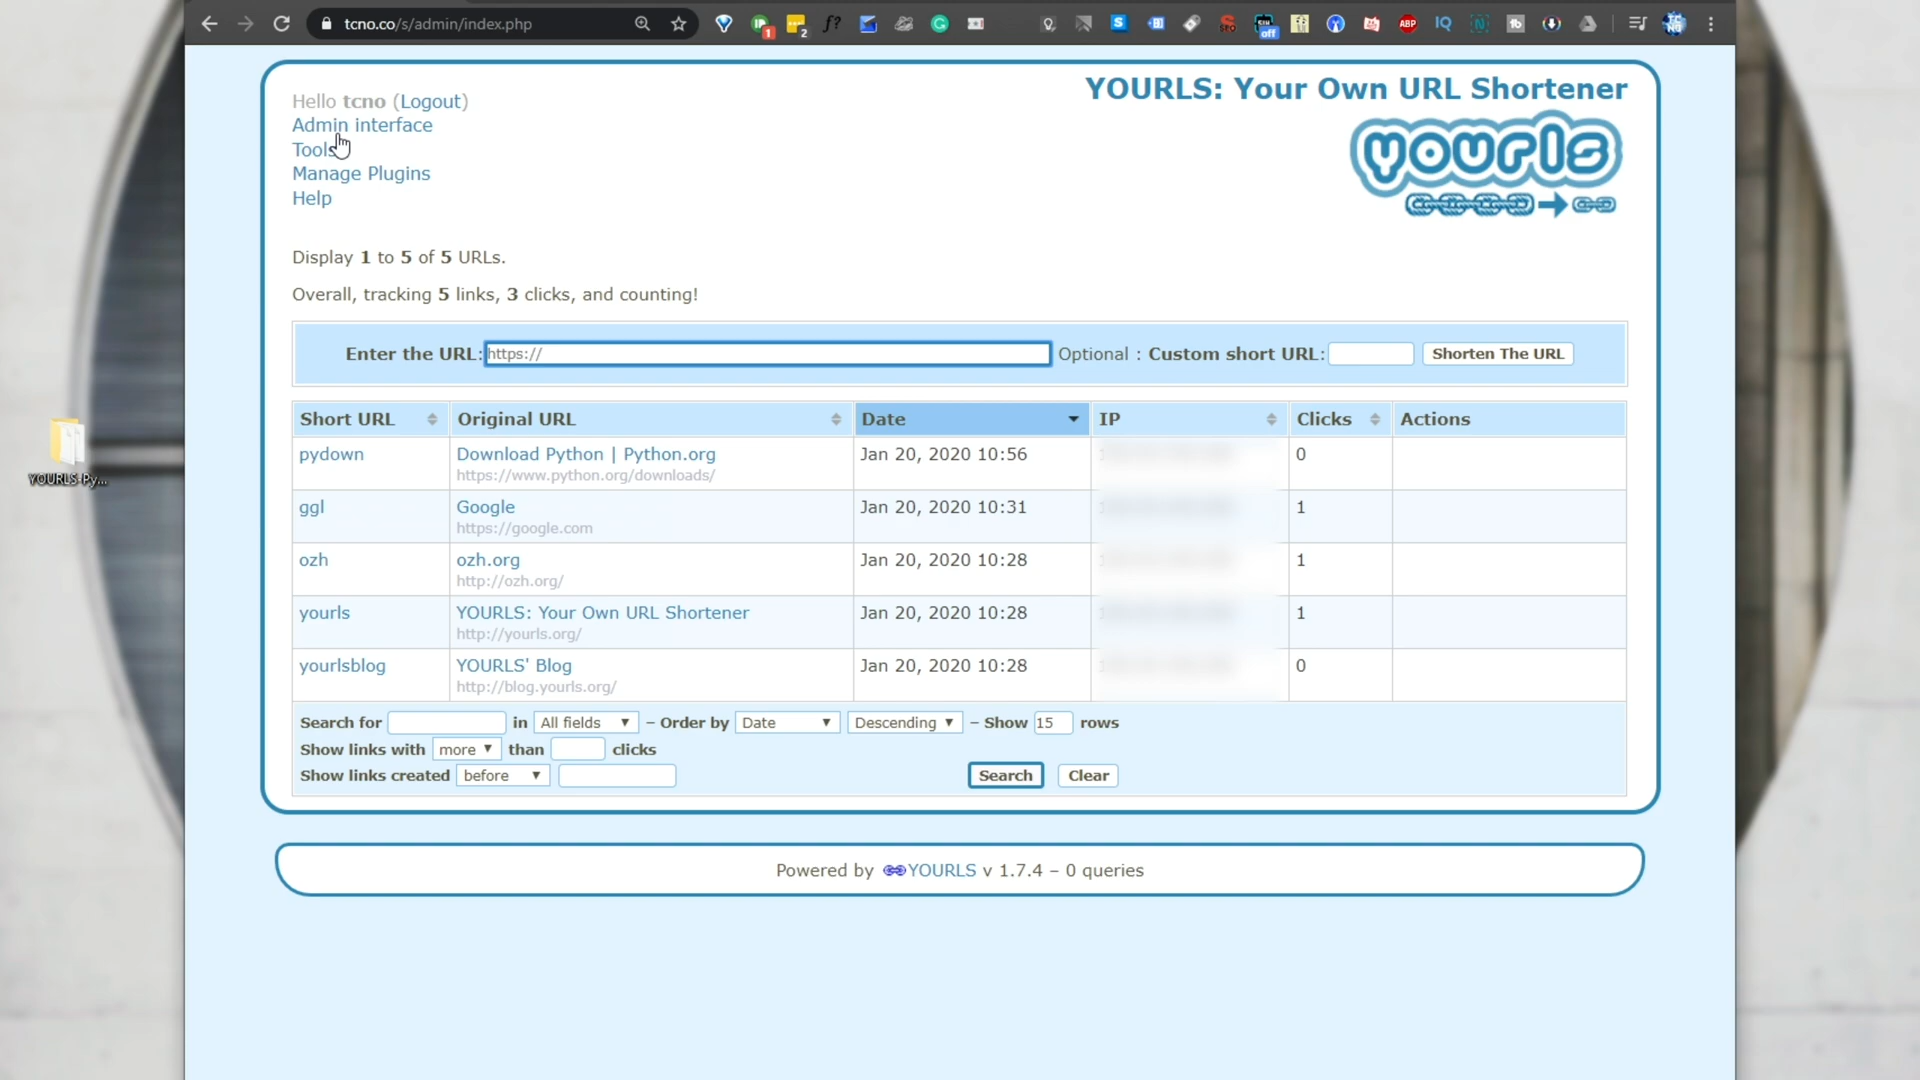 tcno.co/s/admin/index.php
Hello tcno (Logout)
YOURLS: Your Own URL Shortener
Admin interface
Tools
Manage Plugins
Help
yourls
Display 1 to 5 of 5 URLs.
Overall, tracking 5 links, 3 clicks, and counting!
Enter the URL: https:// Optional : Custom short URL: Shorten The URL
Short URL Original URL Date IP Clicks Actions
pydown Download Python | Python.org Jan 20, 2020 10:56 0
https://www.python.org/downloads/
ggl Google Jan 20, 2020 10:31 1
https://google.com
ozh ozh.org Jan 20, 2020 10:28 1
http://ozh.org/
yourls YOURLS: Your Own URL Shortener Jan 20, 2020 10:28 1
http://yourls.org/
yourlsblog YOURLS' Blog Jan 20, 2020 10:28 0
http://blog.yourls.org/
YOURLS-Py...
Search for in All fields – Order by Date Descending – Show 15 rows
Show links with more than clicks
Show links created before Search Clear
Powered by YOURLS v 1.7.4 – 0 queries